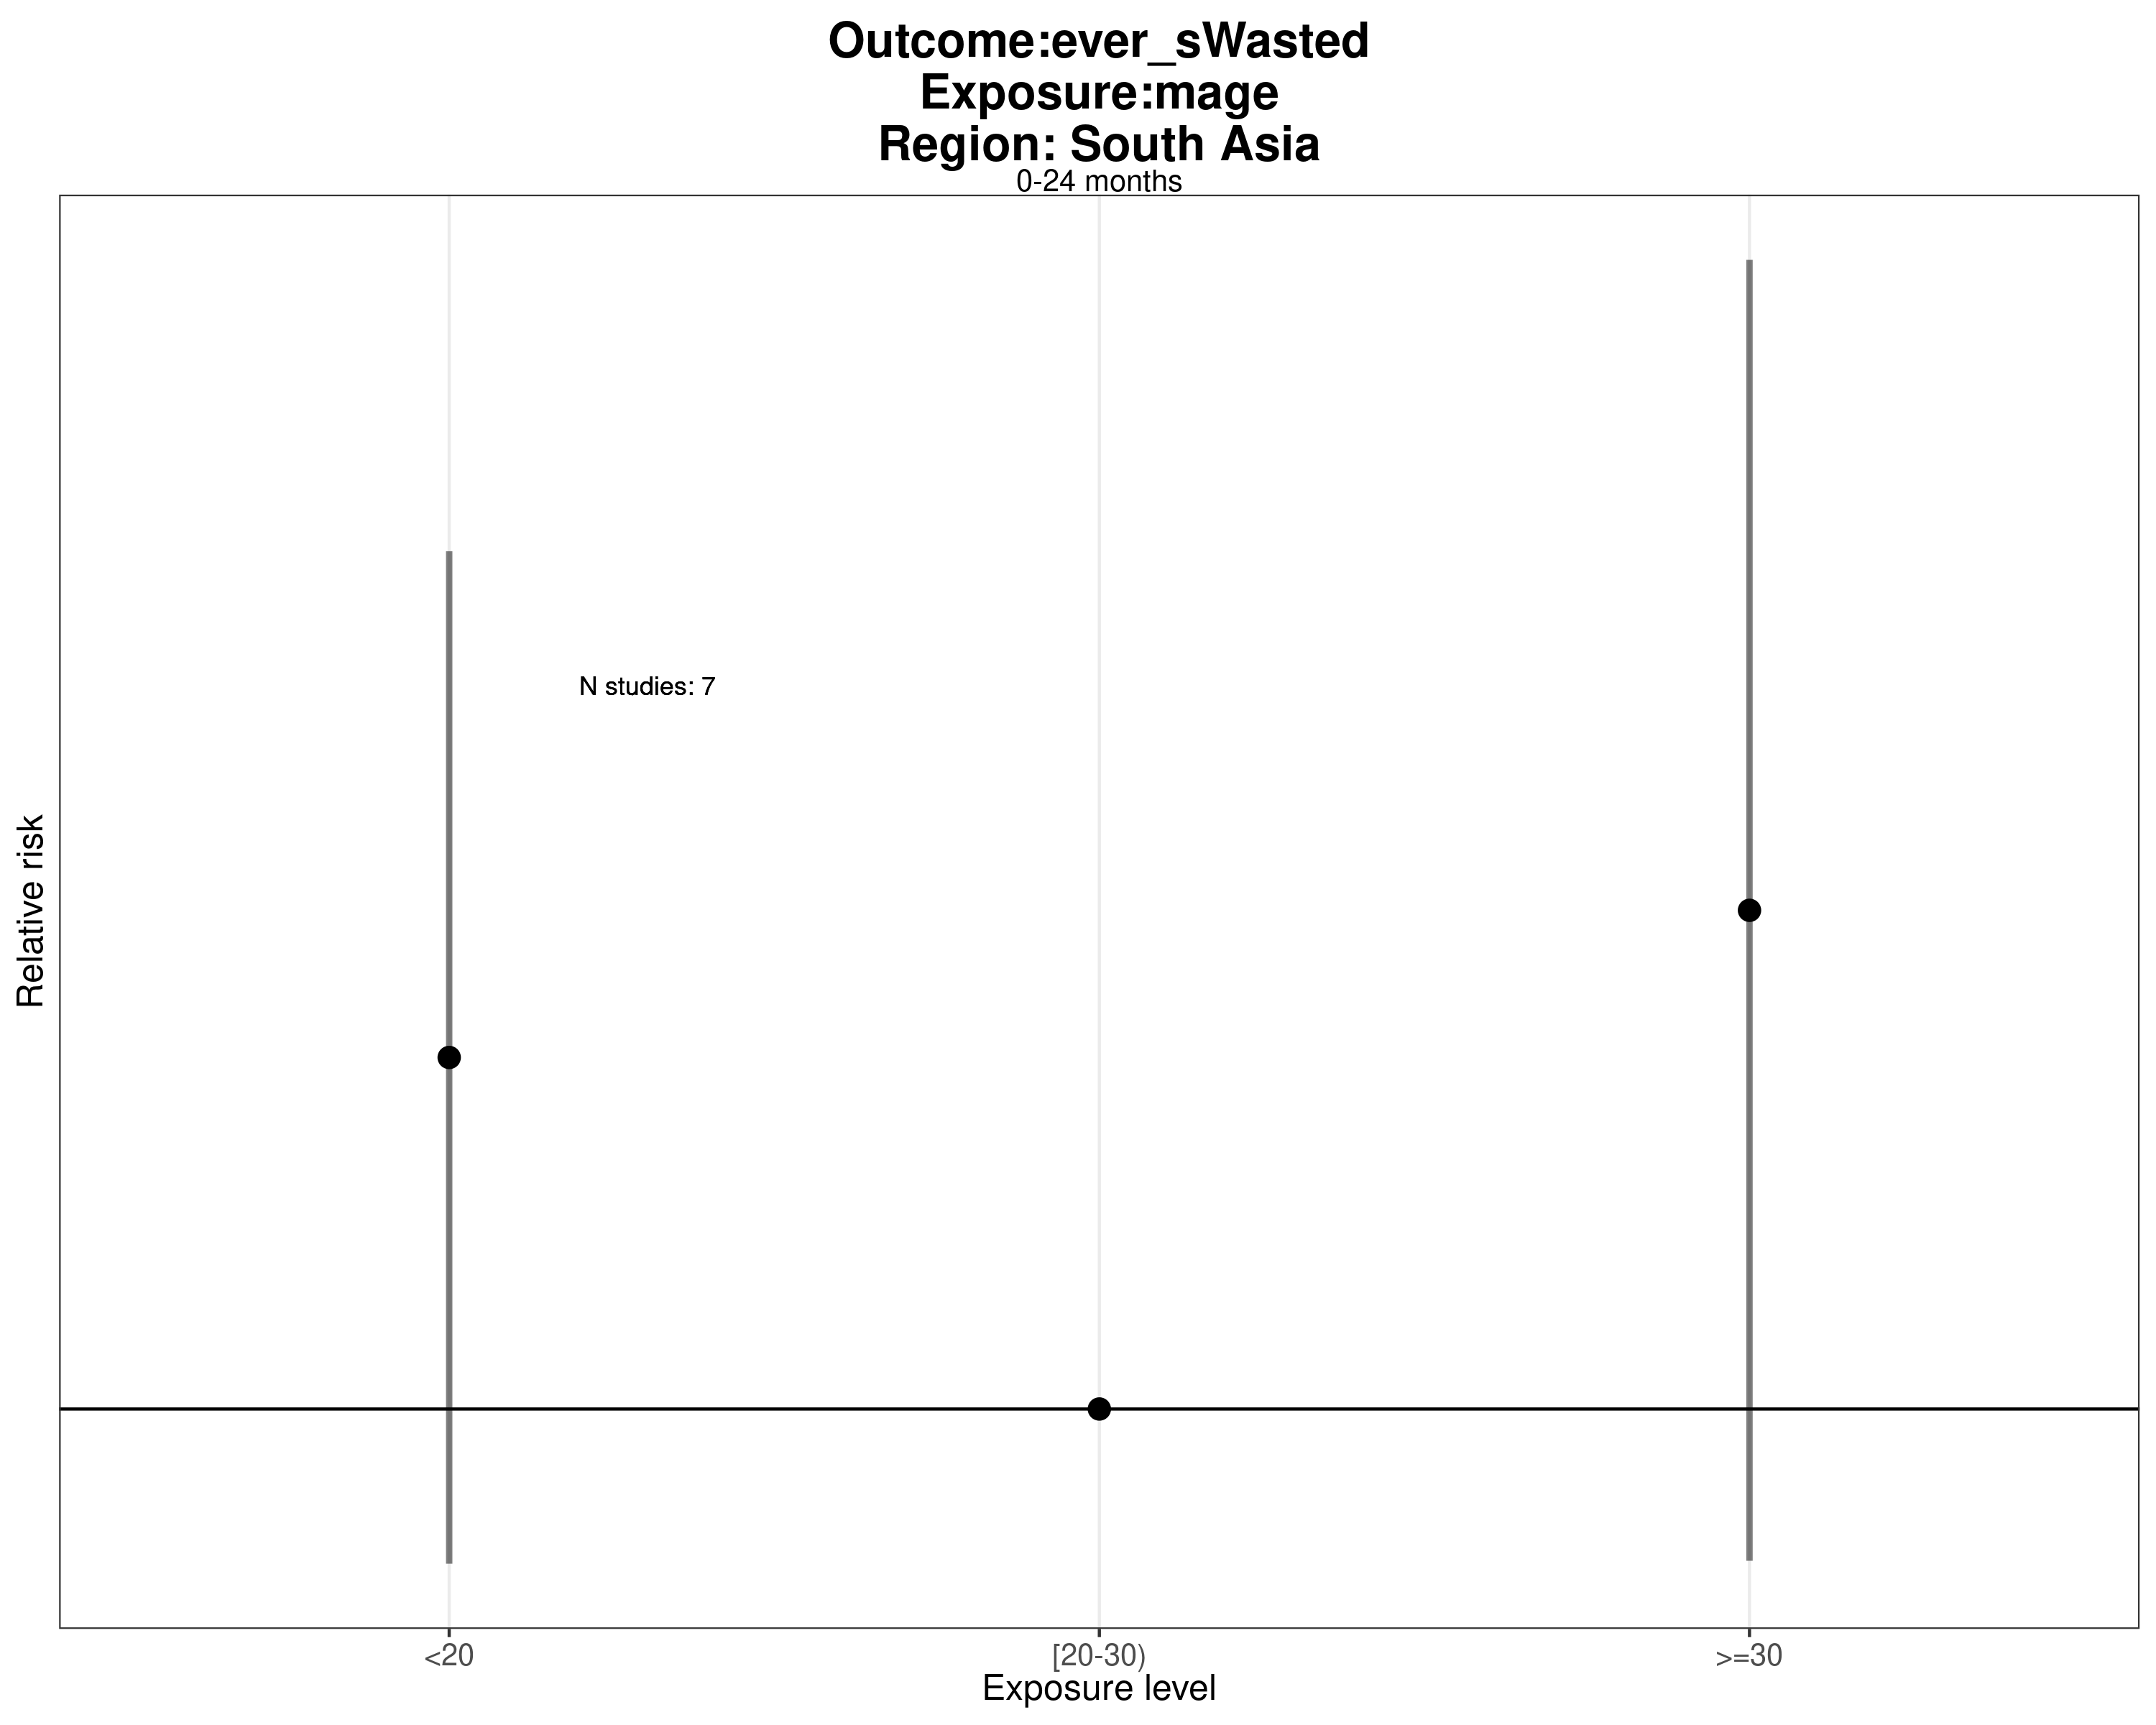 Outcome:ever_sWasted
Exposure:mage
Region: South Asia
0-24 months
N studies: 7
Relative risk
<20
[20-30)
>=30
Exposure level